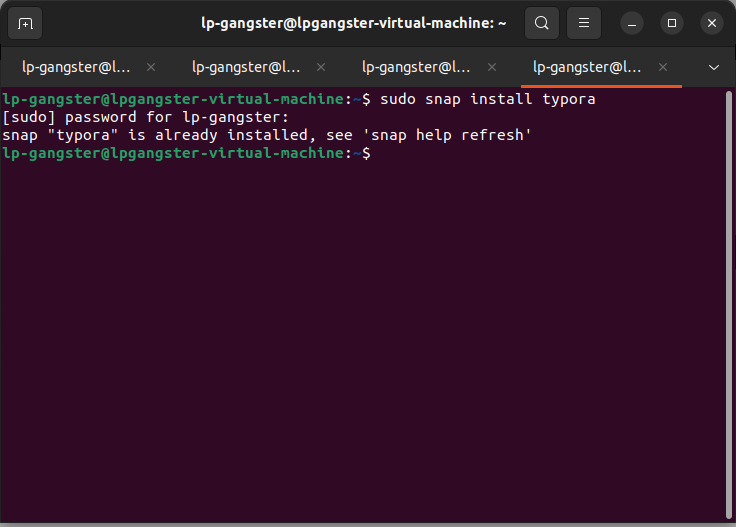 lp-gangster@lpgangster-virtual-machine: ~
lp-gangster@l... lp-gangster@l... lp-gangster@l... lp-gangster@l...
lp-gangster@lpgangster-virtual-machine:~$ sudo snap install typora
[sudo] password for lp-gangster:
snap "typora" is already installed, see 'snap help refresh'
lp-gangster@lpgangster-virtual-machine:~$